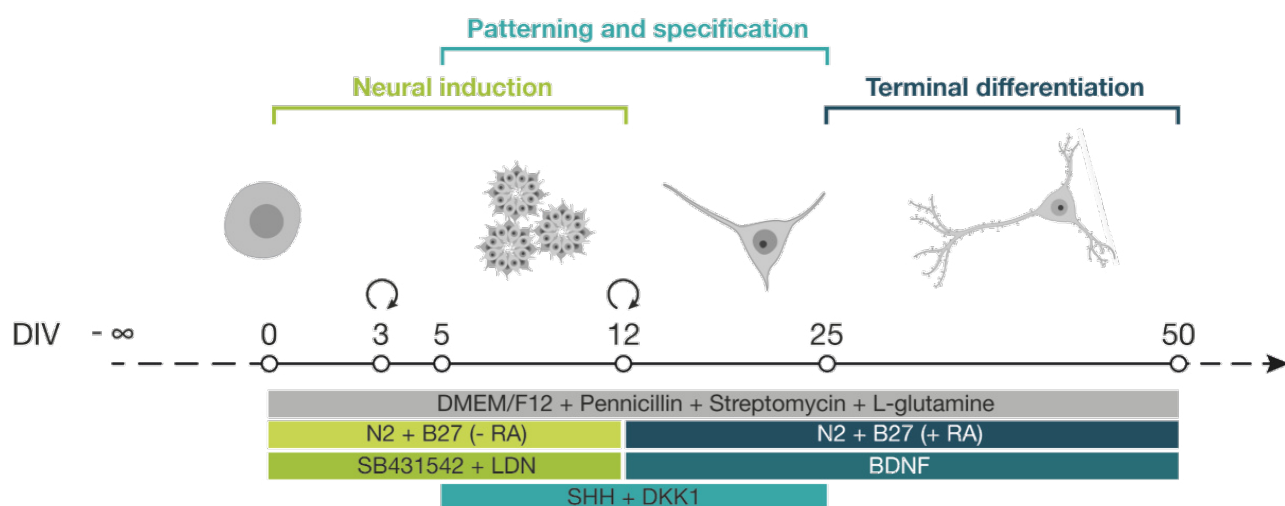 Patterning and specification
Neural induction
Terminal differentiation
DIV - ∞ 0 3 5 12 25 50
DMEM/F12 + Pennicillin + Streptomycin + L-glutamine
N2 + B27 (- RA) N2 + B27 (+ RA)
SB431542 + LDN BDNF
SHH + DKK1